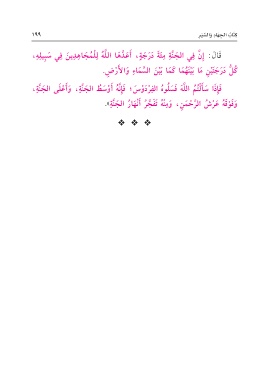 كتاب الجهاد والسير ١٩٩
قَالَ: إِنَّ فِي الجَنَّةِ مِئَةَ دَرَجَةٍ، أَعَدَّهَا اللَّهُ لِلْمُجَاهِدِينَ فِي سَبِيلِهِ،
كُلُّ دَرَجَتَيْنِ مَا بَيْنَهُمَا كَمَا بَيْنَ السَّمَاءِ وَالأَرْضِ.
فَإِذَا سَأَلْتُمُ اللَّهَ فَسَلُوهُ الفِرْدَوْسَ؛ فَإِنَّهُ أَوْسَطُ الجَنَّةِ، وَأَعْلَى الجَنَّةِ،
وَفَوْقَهُ عَرْشُ الرَّحْمَنِ، وَمِنْهُ تَفَجَّرُ أَنْهَارُ الجَنَّةِ».